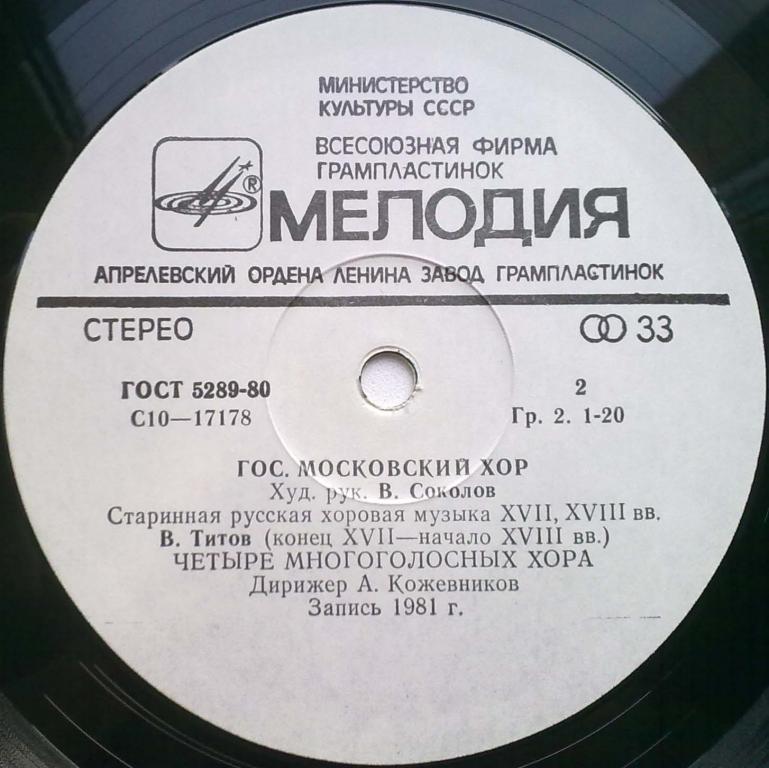 МИНИСТЕРСТВО
КУЛЬТУРЫ СССР
ВСЕСОЮЗНАЯ ФИРМА
ГРАМПЛАСТИНОК
® МЕЛОДИЯ
АПРЕЛЕВСКИЙ ОРДЕНА ЛЕНИНА ЗАВОД ГРАМПЛАСТИНОК
СТЕРЕО 33
ГОСТ 5289-80 2
С10—17178 Гр. 2. 1-20
ГОС. МОСКОВСКИЙ ХОР
Худ. рук. В. Соколов
Старинная русская хоровая музыка XVII, XVIII вв.
В. Титов (конец XVII—начало XVIII вв.)
ЧЕТЫРЕ МНОГОГОЛОСНЫХ ХОРА
Дирижер А. Кожевников
Запись 1981 г.